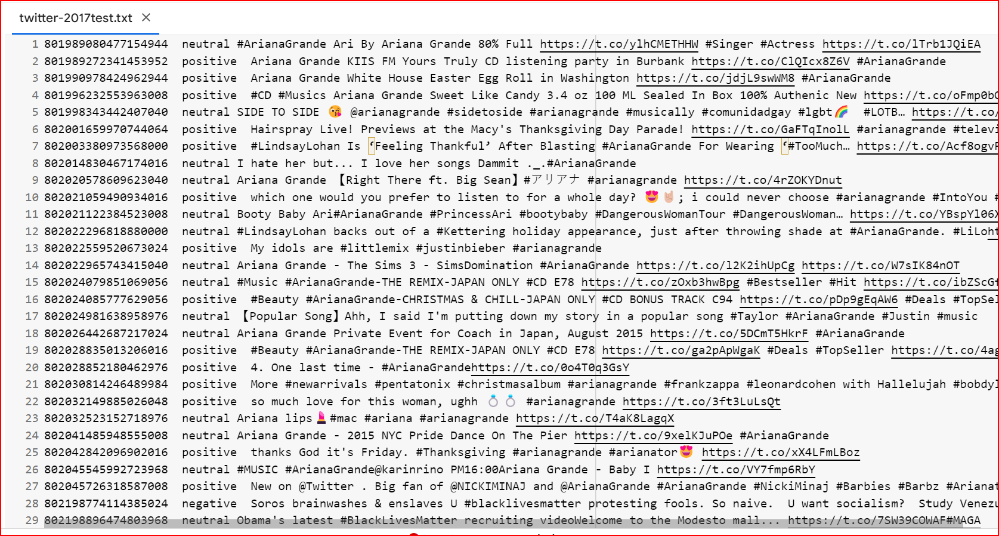 twitter-2017test.txt ×
1 801989080477154944 neutral #ArianaGrande Ari By Ariana Grande 80% Full https://t.co/ylhCMETHHW #Singer #Actress https://t.co/lTrb1JQiEA
2 801989272341453952 positive Ariana Grande KIIS FM Yours Truly CD listening party in Burbank https://t.co/ClQIcx8Z6V #ArianaGrande
3 801990978424962944 positive Ariana Grande White House Easter Egg Roll in Washington https://t.co/jdjL9swWM8 #ArianaGrande
4 801996232553963008 positive #CD #Musics Ariana Grande Sweet Like Candy 3.4 oz 100 ML Sealed In Box 100% Authenic New https://t.co/oFmp0b
5 801998343442407040 neutral SIDE TO SIDE 😘 @arianagrande #sidetoside #arianagrande #musically #comunidadgay #lgbt🌈 #LOTB… https://t.co/
6 802001659970744064 positive Hairspray Live! Previews at the Macy's Thanksgiving Day Parade! https://t.co/GaFTqInolL #arianagrande #televi
7 802003380973568000 positive #LindsayLohan Is ‘Feeling Thankful’ After Blasting #ArianaGrande For Wearing ‘#TooMuch… https://t.co/Acf8ogv
8 802014830467174016 neutral I hate her but... I love her songs Dammit ._.#ArianaGrande
9 802020578609623040 neutral Ariana Grande 【Right There ft. Big Sean】#アリアナ #arianagrande https://t.co/4rZOKYDnut
10 802021059490934016 positive which one would you prefer to listen to for a whole day? 😍🤘🏼; i could never choose #arianagrande #IntoYou #
11 802021122384523008 neutral Booty Baby Ari#ArianaGrande #PrincessAri #bootybaby #DangerousWomanTour #DangerousWoman… https://t.co/YBspYl06X
12 802022296818880000 neutral #LindsayLohan backs out of a #Kettering holiday appearance, just after throwing shade at #ArianaGrande. #LiLoht
13 802022559520673024 positive My idols are #littlemix #justinbieber #arianagrande
14 802022965743415040 neutral Ariana Grande - The Sims 3 - SimsDomination #ArianaGrande https://t.co/l2K2ihUpCg https://t.co/W7sIK84nOT
15 802024079851069056 neutral #Music #ArianaGrande-THE REMIX-JAPAN ONLY #CD E78 https://t.co/zOxb3hwBpg #Bestseller #Hit https://t.co/ibZScG
16 802024085777629056 positive #Beauty #ArianaGrande-CHRISTMAS & CHILL-JAPAN ONLY #CD BONUS TRACK C94 https://t.co/pDp9gEqAW6 #Deals #TopSel
17 802024981638958976 neutral 【Popular Song】Ahh, I said I'm putting down my story in a popular song #Taylor #ArianaGrande #Justin #music
18 802026442687217024 neutral Ariana Grande Private Event for Coach in Japan, August 2015 https://t.co/5DCmT5HkrF #ArianaGrande
19 802028835013206016 positive #Beauty #ArianaGrande-THE REMIX-JAPAN ONLY #CD E78 https://t.co/ga2pApWgaK #Deals #TopSeller https://t.co/4ag
20 802028852180462976 positive 4. One last time - #ArianaGrandehttps://t.co/0o4T0q3GsY
21 802030814246489984 positive More #newarrivals #pentatonix #christmasalbum #arianagrande #frankzappa #leonardcohen with Hallelujah #bobdyl
22 802032149885026048 positive so much love for this woman, ughh 💍💍 #arianagrande https://t.co/3ft3LuLsQt
23 802032523152718976 neutral Ariana lips💄#mac #ariana #arianagrande https://t.co/T4aK8LagqX
24 802041485948555008 neutral Ariana Grande - 2015 NYC Pride Dance On The Pier https://t.co/9xelKJuPOe #ArianaGrande
25 802042842096902016 positive thanks God it's Friday. #Thanksgiving #arianagrande #arianator😍 https://t.co/xX4LFmLBoz
26 802045545992723968 neutral #MUSIC #ArianaGrande@karinrino PM16:00Ariana Grande - Baby I https://t.co/VY7fmp6RbY
27 802045726318587008 positive New on @Twitter . Big fan of @NICKIMINAJ and @ArianaGrande #ArianaGrande #NickiMinaj #Barbies #Barbz #Arianat
28 802198774114385024 negative Soros brainwashes & enslaves U #blacklivesmatter protesting fools. So naive. U want socialism? Study Venezu
29 802198896474803968 neutral Obama's latest #BlackLivesMatter recruiting videoWelcome to the Modesto mall... https://t.co/7SW39COWAF#MAGA